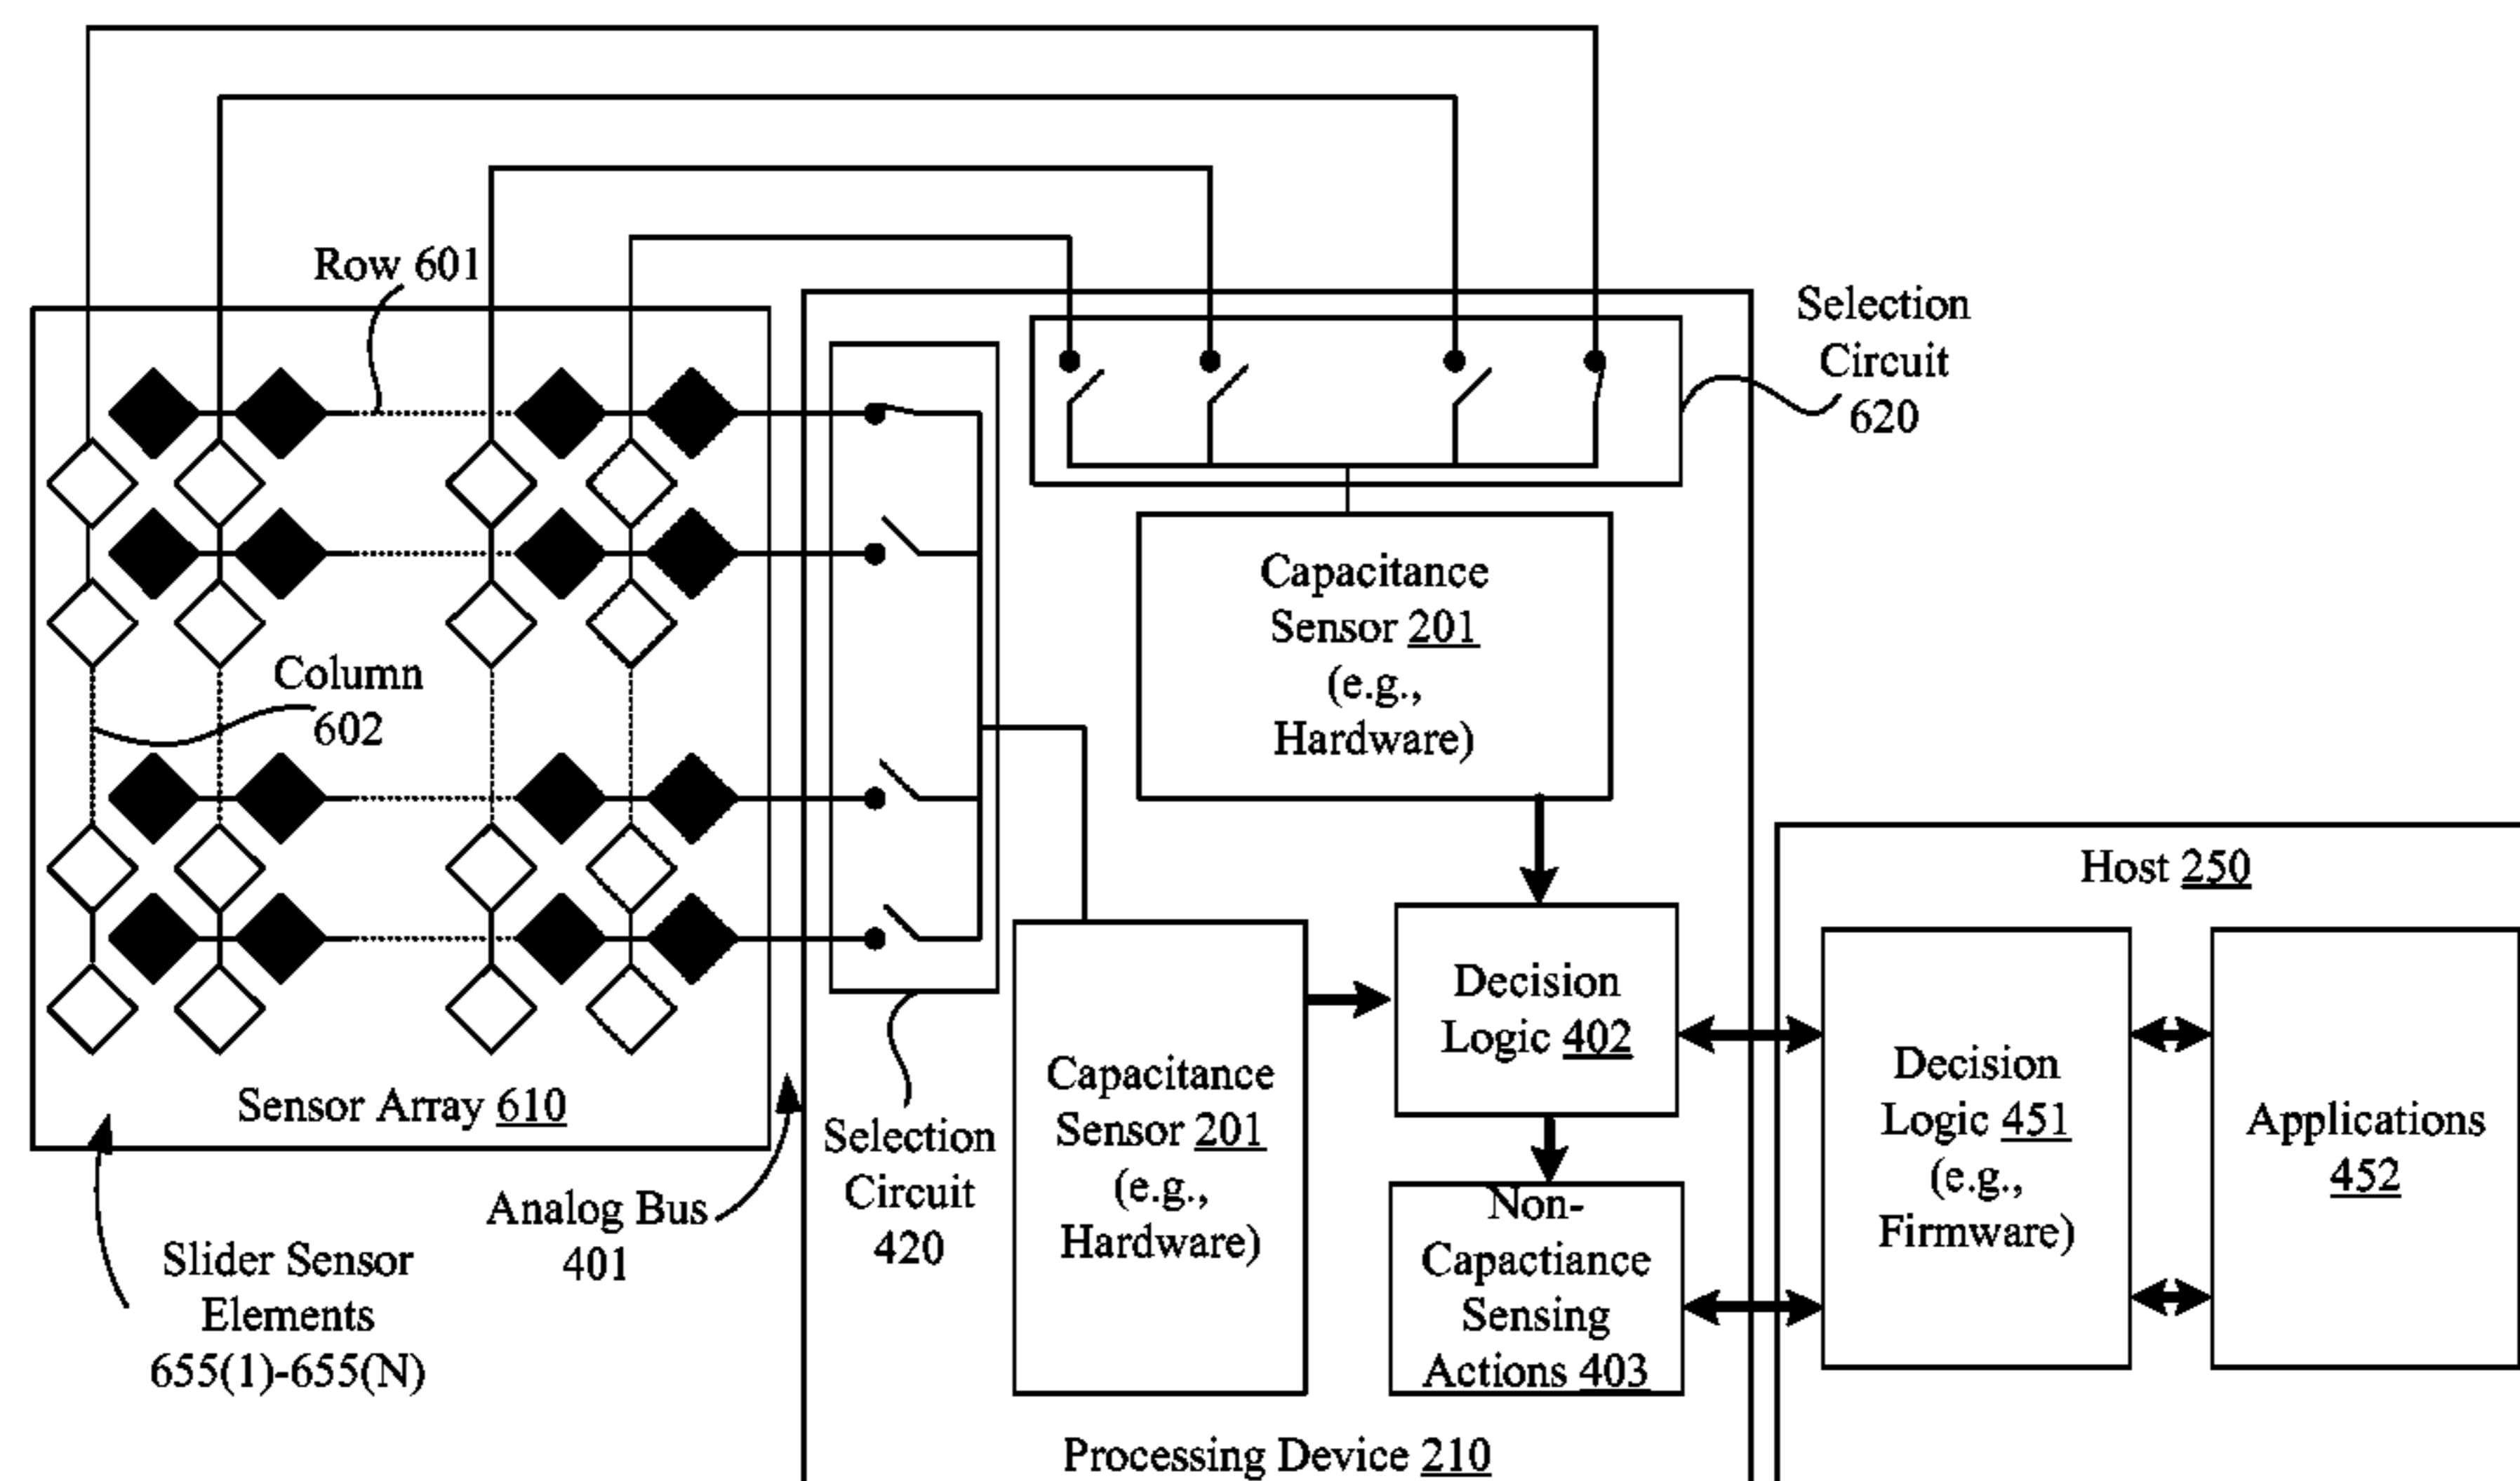 Row 601
Selection
Circuit
620
Capacitance
Sensor 201
(e.g.,
Hardware)
Column
602
Host 250
Decision
Logic 402
Capacitance
Sensor 201
(e.g.,
Hardware)
Decision
Logic 451
(e.g.,
Firmware)
Applications
452
Sensor Array 610
Selection
Circuit
420
Analog Bus
401
Non-
Capactiance
Sensing
Actions 403
Slider Sensor
Elements
655(1)-655(N)
Processing Device 210